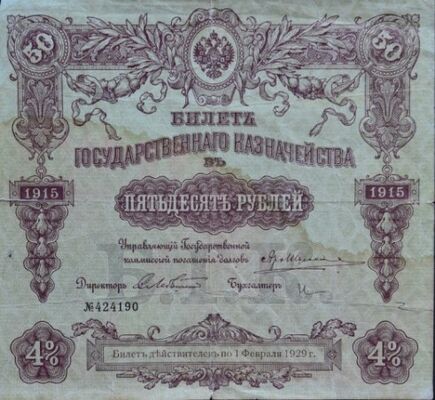 50 50
БИЛЕТЪ
ГОСУДАРСТВЕННАГО КАЗНАЧЕЙСТВА
ВЪ
1915 1915
ПЯТЬДЕСЯТЪ РУБЛЕЙ
Управляющій Государственной
коммиссіей погашенія долговъ
Директоръ Бухгалтеръ
№424190
4% 4%
Билетъ дѣйствителенъ по 1 Февраля 1929 г.